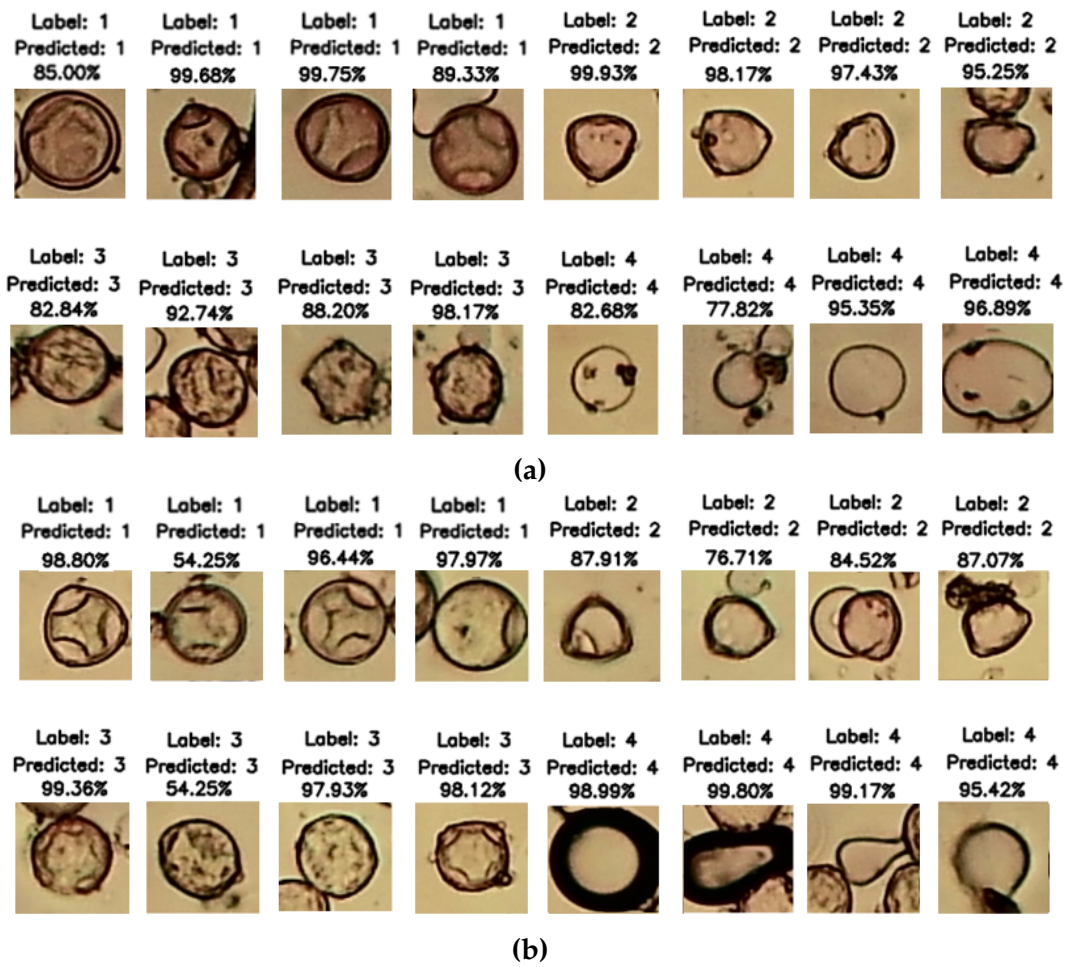 Label: 1 Label: 1 Label: 1 Label: 1 Label: 2 Label: 2 Label: 2 Label: 2
Predicted: 1 Predicted: 1 Predicted: 1 Predicted: 1 Predicted: 2 Predicted: 2 Predicted: 2 Predicted: 2
85.00% 99.68% 99.75% 89.33% 99.93% 98.17% 97.43% 95.25%
Label: 3 Label: 3 Label: 3 Label: 3 Label: 4 Label: 4 Label: 4 Label: 4
Predicted: 3 Predicted: 3 Predicted: 3 Predicted: 3 Predicted: 4 Predicted: 4 Predicted: 4 Predicted: 4
82.84% 92.74% 88.20% 98.17% 82.68% 77.82% 95.35% 96.89%
(a)
Label: 1 Label: 1 Label: 1 Label: 1 Label: 2 Label: 2 Label: 2 Label: 2
Predicted: 1 Predicted: 1 Predicted: 1 Predicted: 1 Predicted: 2 Predicted: 2 Predicted: 2 Predicted: 2
98.80% 54.25% 96.44% 97.97% 87.91% 76.71% 84.52% 87.07%
Label: 3 Label: 3 Label: 3 Label: 3 Label: 4 Label: 4 Label: 4 Label: 4
Predicted: 3 Predicted: 3 Predicted: 3 Predicted: 3 Predicted: 4 Predicted: 4 Predicted: 4 Predicted: 4
99.36% 54.25% 97.93% 98.12% 98.99% 99.80% 99.17% 95.42%
(b)